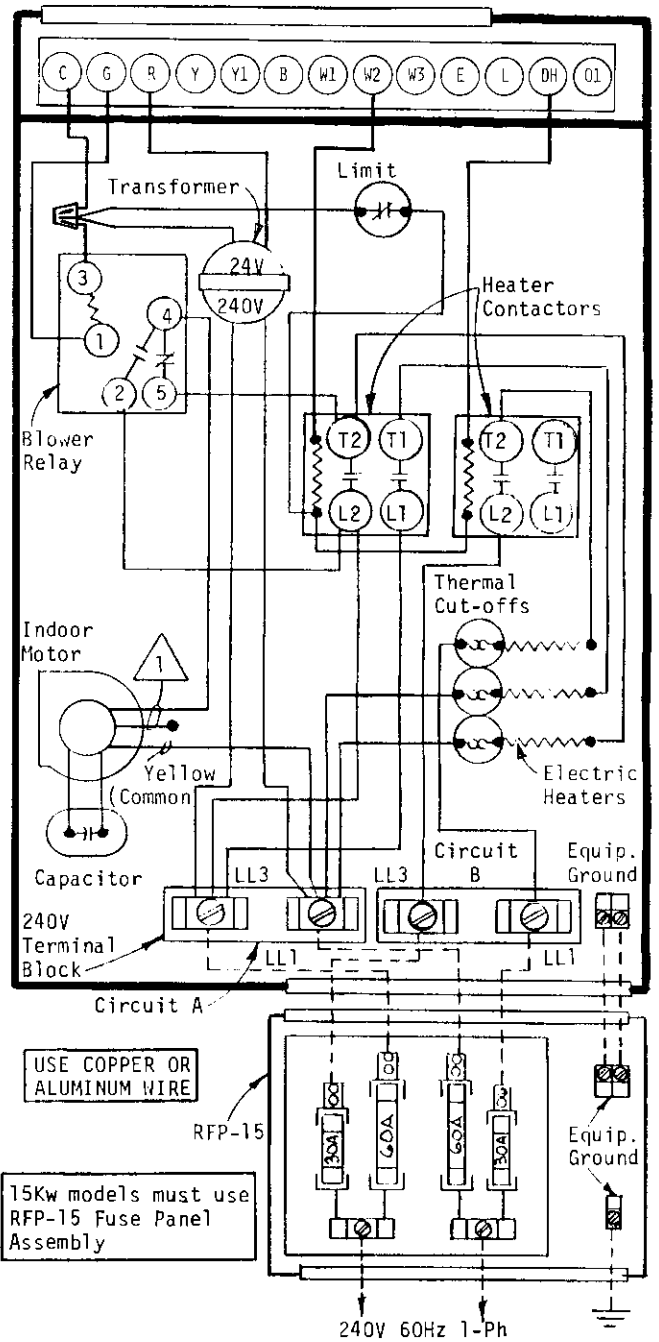 C G R Y Y1 B W1 W2 W3 E L DH O1
Transformer
Limit
24V
240V
Heater
Contactors
3
4
1
2
5
T2 T1
T2 T1
Blower
Relay
L2 L1
L2 L1
Thermal
Cut-offs
Indoor
Motor
1
Yellow
(Common
Electric
Heaters
Capacitor
LL3
LL3
Circuit
B
Equip.
Ground
240V
Terminal
Block
LL1
LL1
Circuit A
USE COPPER OR
ALUMINUM WIRE
RFP-15
30A
60A
60A
30A
Equip.
Ground
15Kw models must use
RFP-15 Fuse Panel
Assembly
240V 60Hz 1-Ph